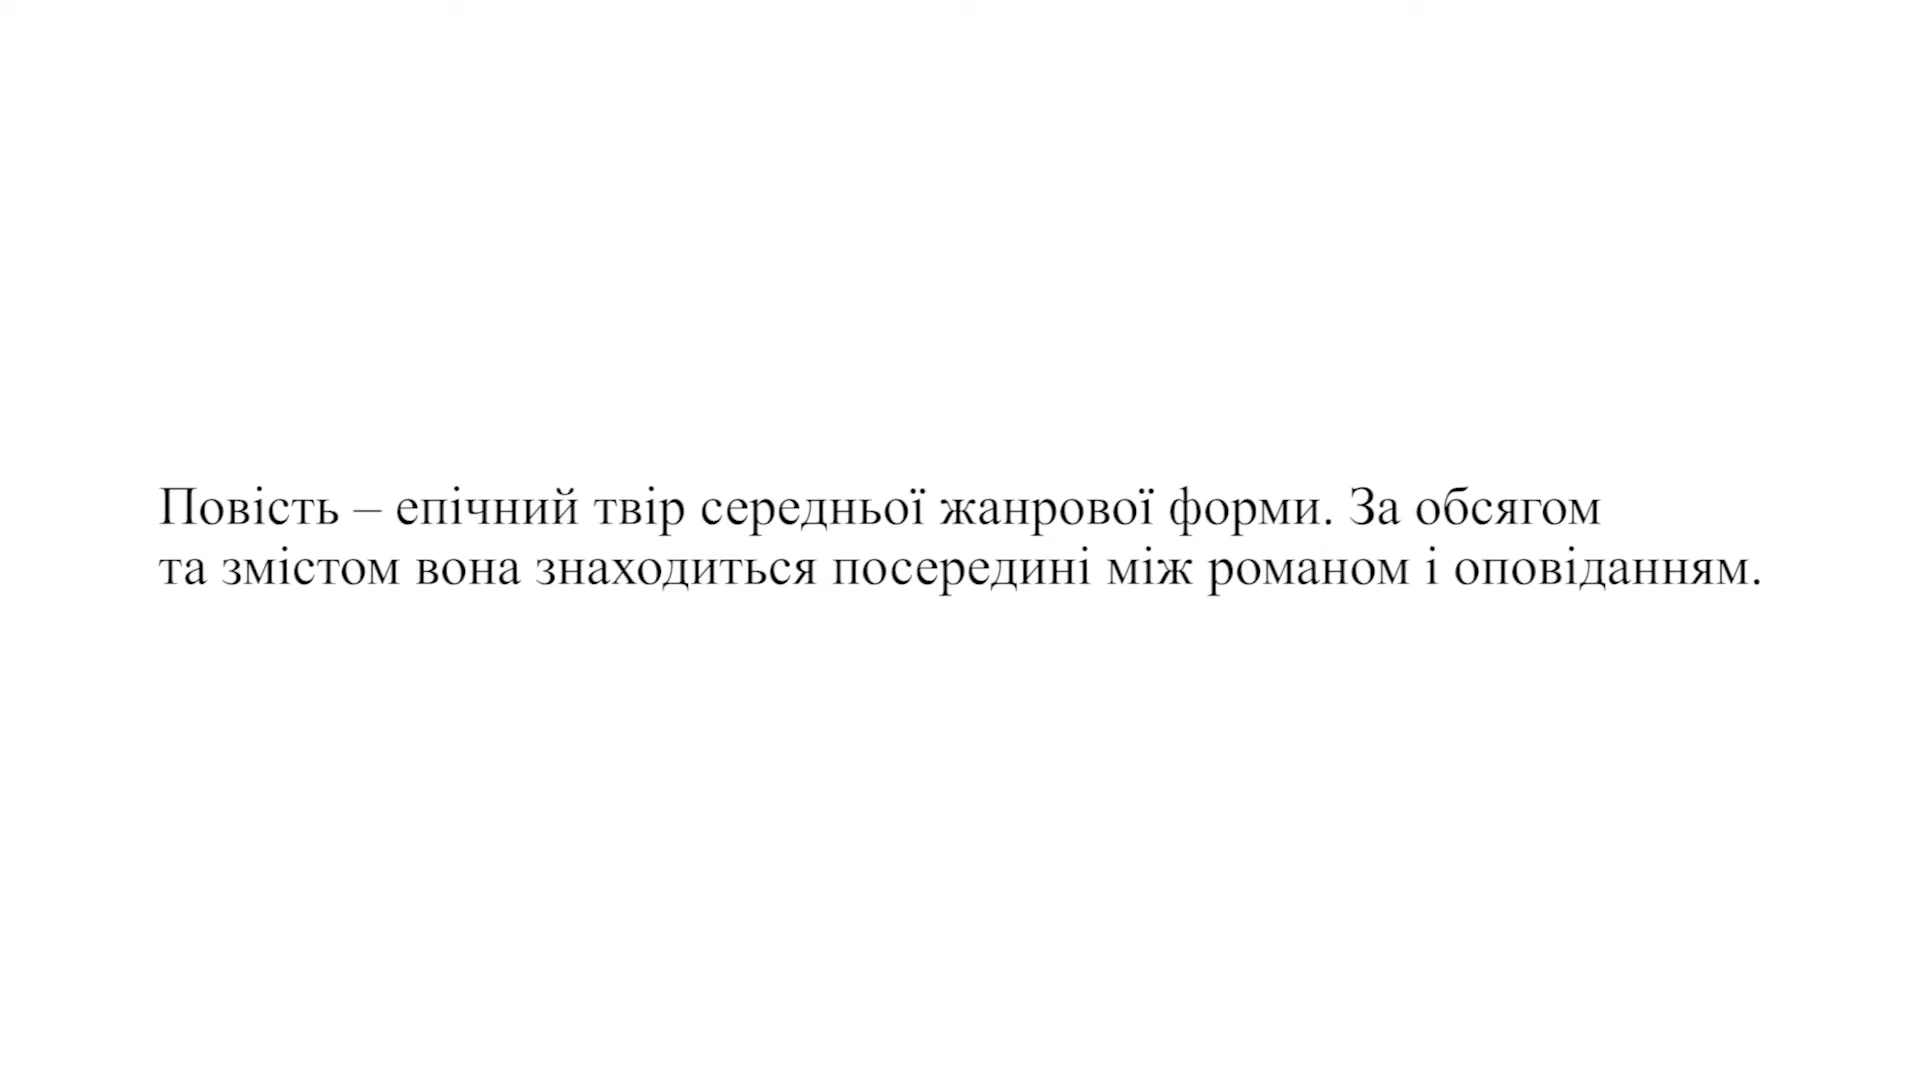 Повість – епічний твір середньої жанрової форми. За обсягом
та змістом вона знаходиться посередині між романом і оповіданням.